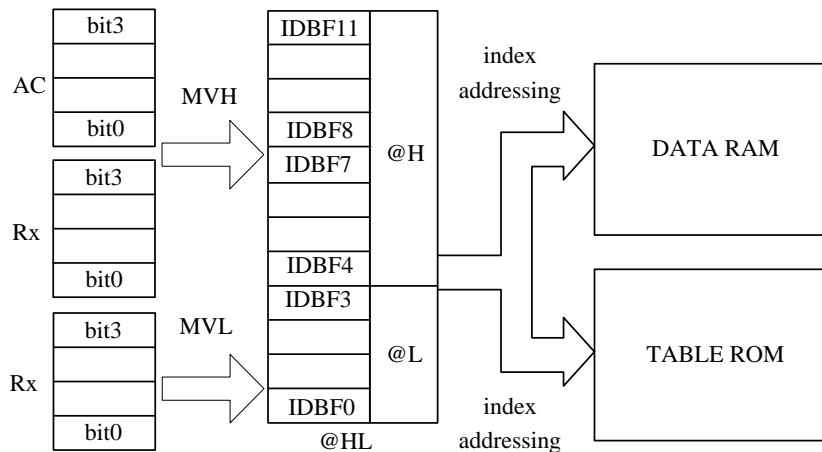 bit3
AC
bit0
bit3
Rx
bit0
bit3
Rx
bit0
MVH
MVL
IDBF11
IDBF8
IDBF7
IDBF4
IDBF3
IDBF0
@H
@L
@HL
index
addressing
DATA RAM
TABLE ROM
index
addressing